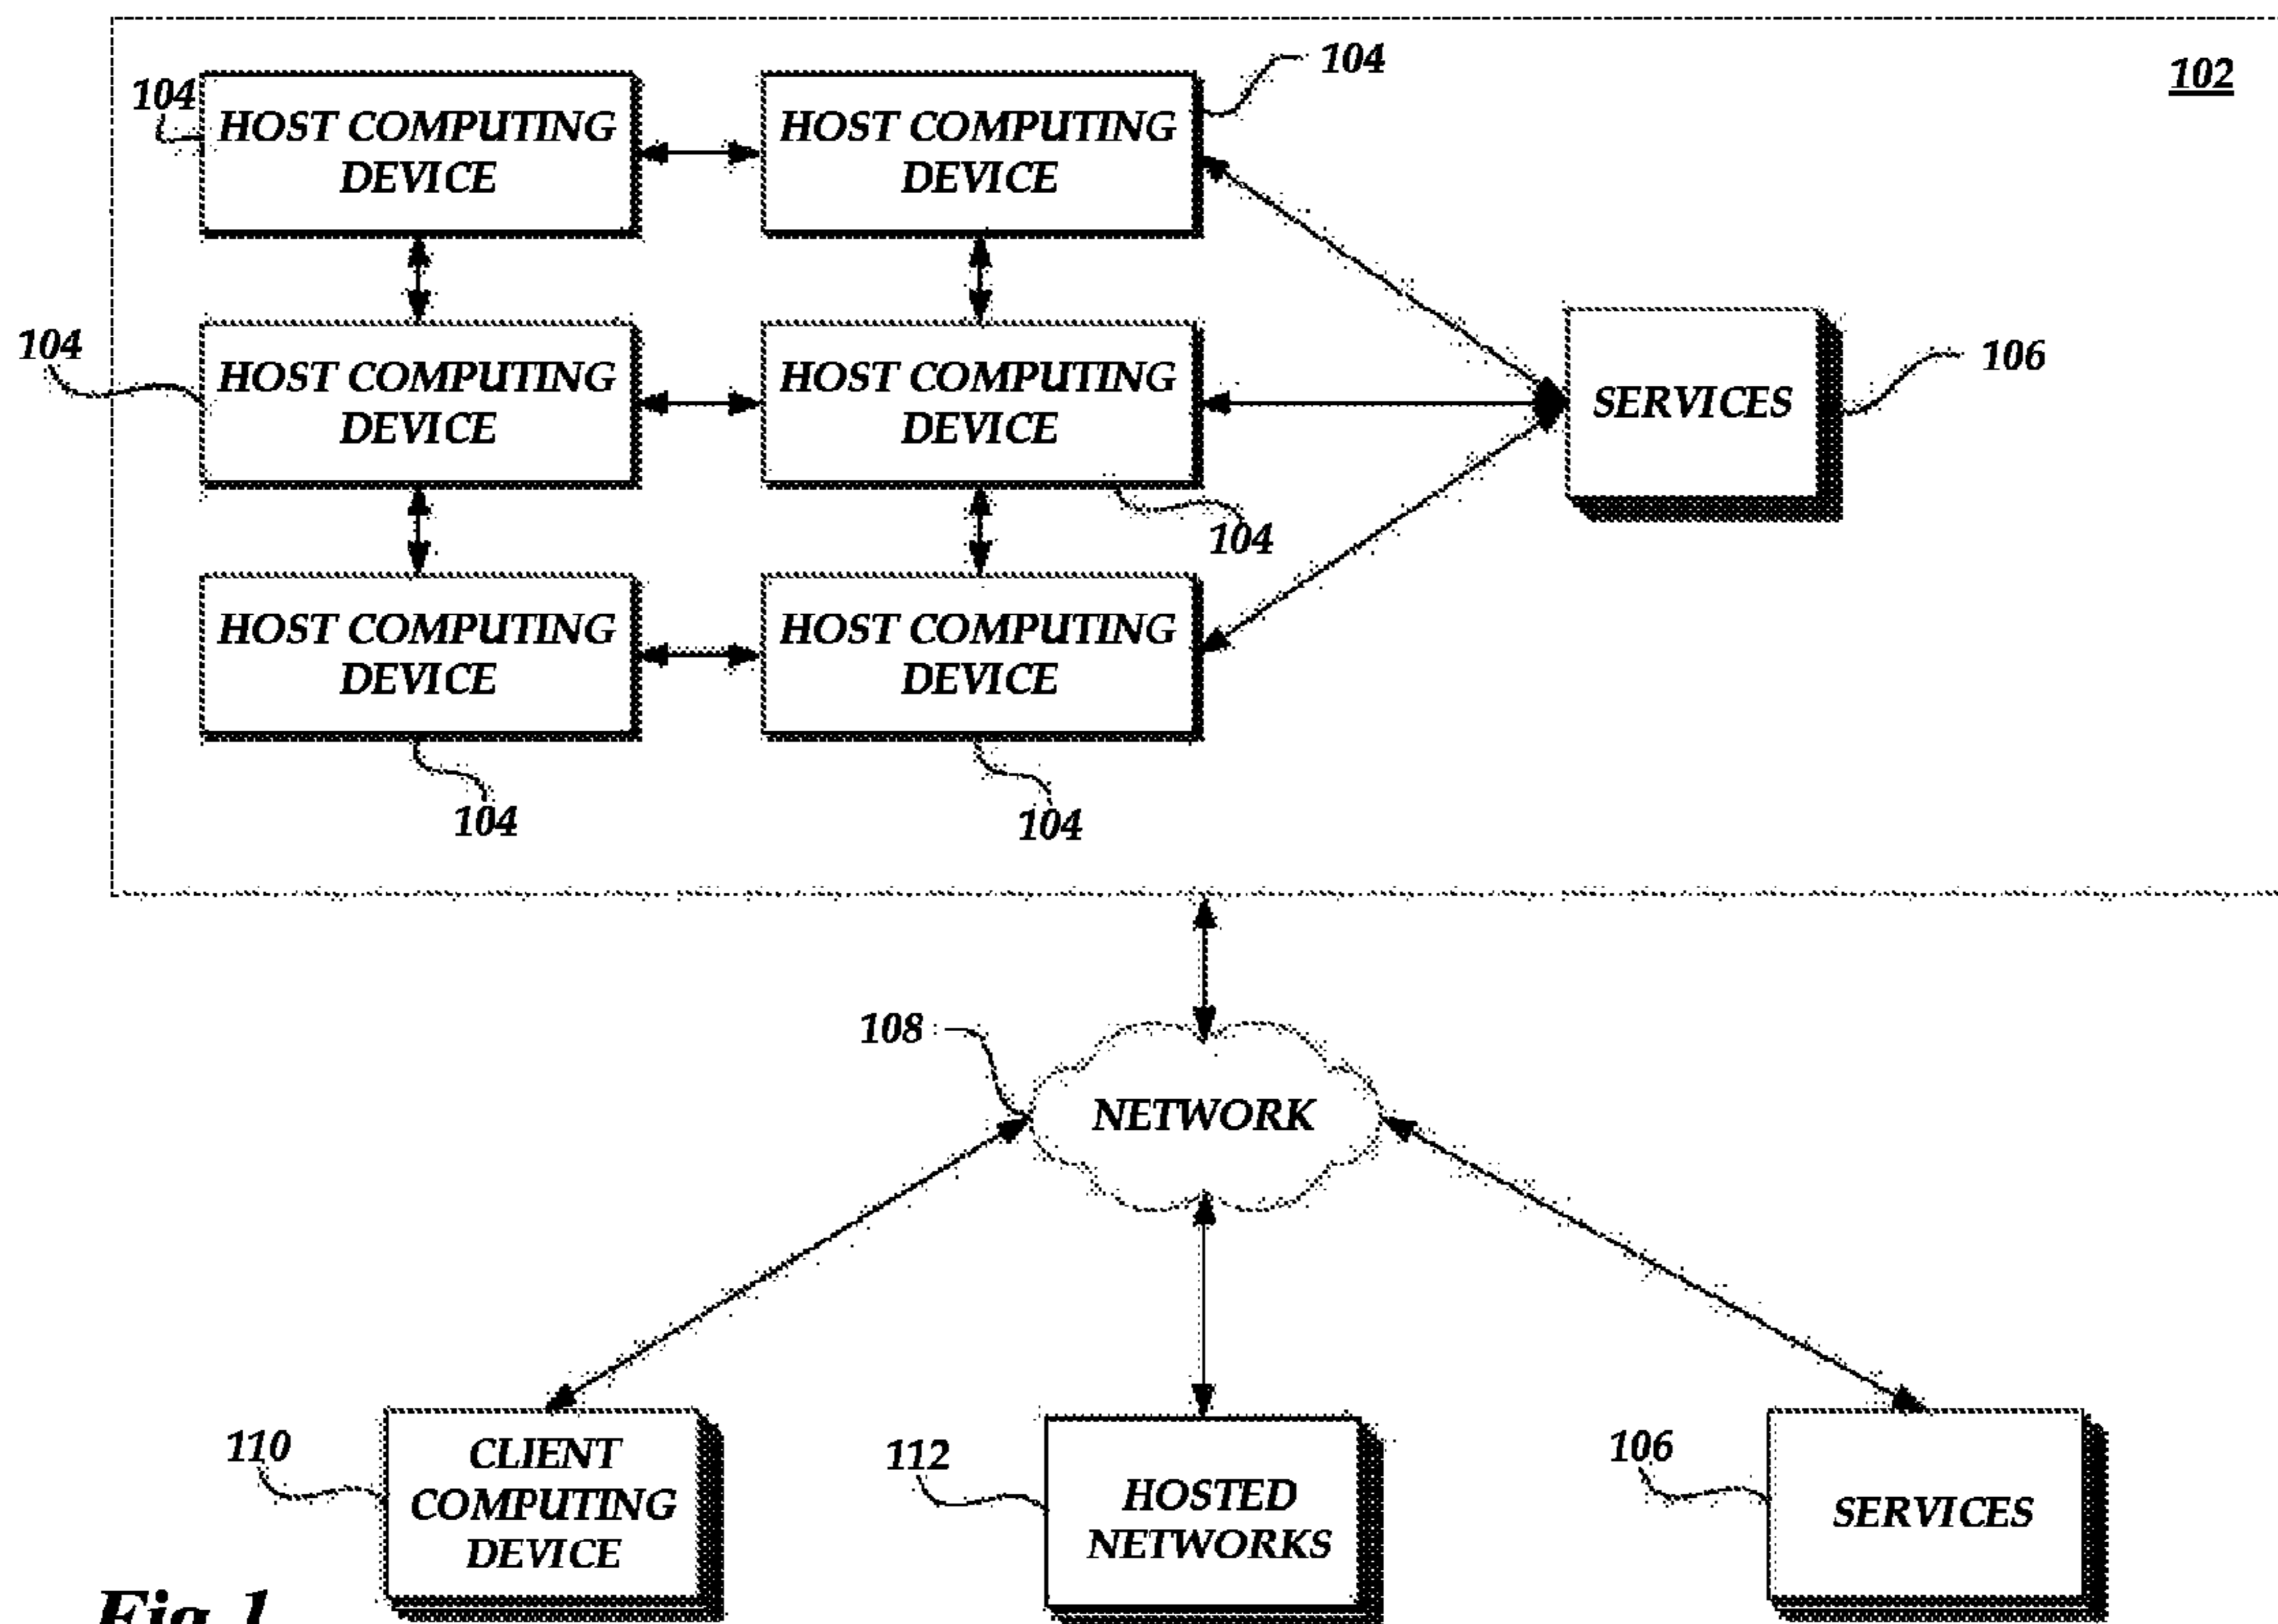 102
104
104
HOST COMPUTING
DEVICE
HOST COMPUTING
DEVICE
104
HOST COMPUTING
DEVICE
HOST COMPUTING
DEVICE
104
SERVICES
106
HOST COMPUTING
DEVICE
HOST COMPUTING
DEVICE
104
104
108
NETWORK
110
CLIENT
COMPUTING
DEVICE
112
HOSTED
NETWORKS
106
SERVICES
Fig.1